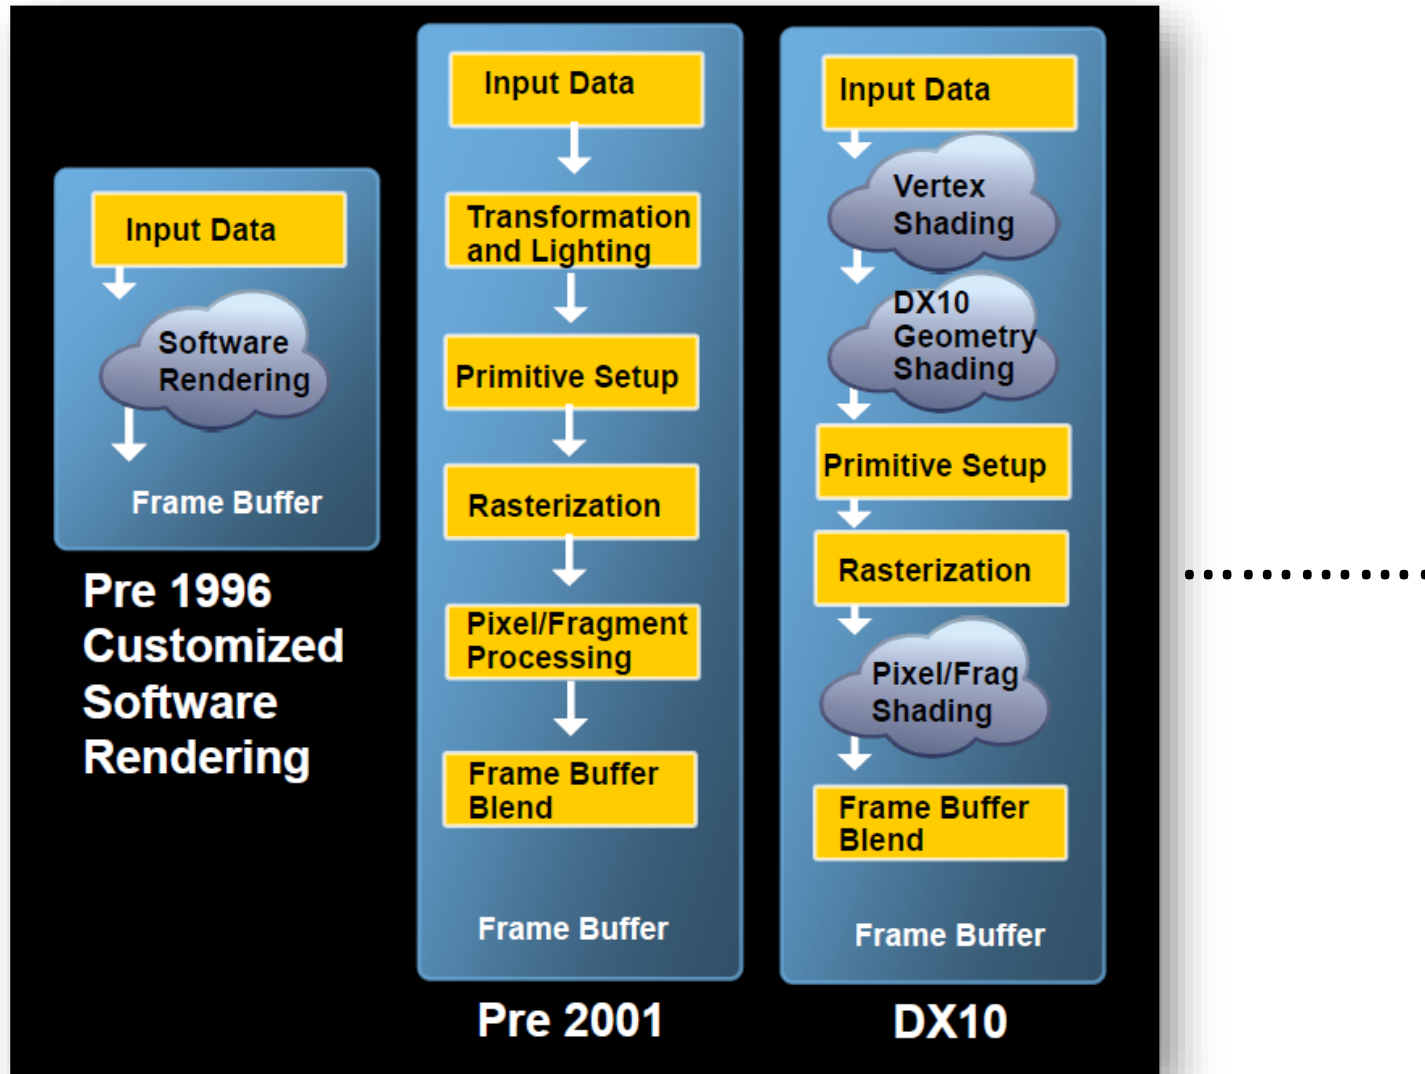 Input Data
Software
Rendering
Frame Buffer
Pre 1996
Customized
Software
Rendering
Input Data
Transformation
and Lighting
Primitive Setup
Rasterization
Pixel/Fragment
Processing
Frame Buffer
Blend
Frame Buffer
Pre 2001
Input Data
Vertex
Shading
DX10
Geometry
Shading
Primitive Setup
Rasterization
Pixel/Frag
Shading
Frame Buffer
Blend
Frame Buffer
DX10